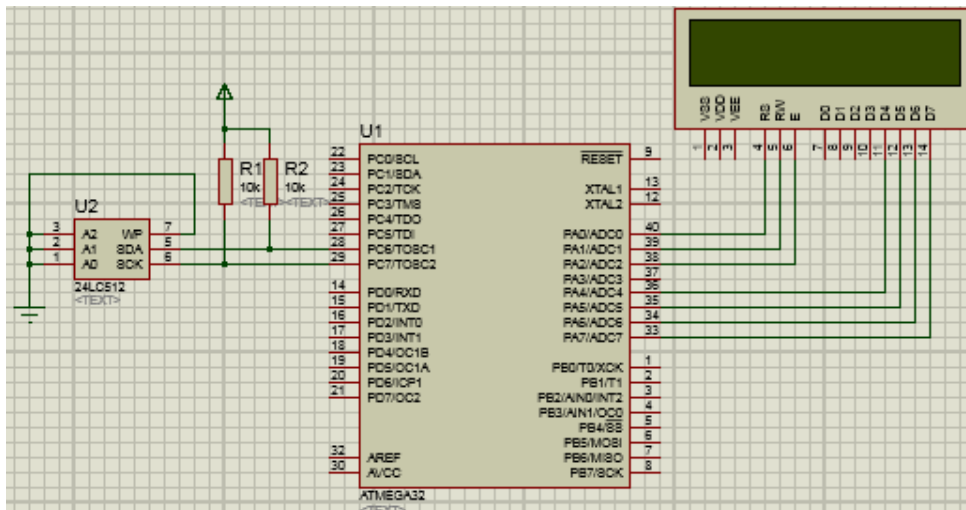 VSS VDD VEE RS RW E D0 D1 D2 D3 D4 D5 D6 D7
1 2 3 4 5 6 7 8 9 10 11 12 13 14
U1
22 PC0/SCL RESET 9
23 PC1/SDA
24 PC2/TCK XTAL1 13
25 PC3/TMS XTAL2 12
26 PC4/TDO
27 PC5/TDI PA0/ADC0 40
28 PC6/TOSC1 PA1/ADC1 39
29 PC7/TOSC2 PA2/ADC2 38
PA3/ADC3 37
14 PD0/RXD PA4/ADC4 36
15 PD1/TXD PA5/ADC5 35
16 PD2/INT0 PA6/ADC6 34
17 PD3/INT1 PA7/ADC7 33
18 PD4/OC1B
19 PD5/OC1A PB0/T0/XCK 1
20 PD6/ICP1 PB1/T1 2
21 PD7/OC2 PB2/AIN0/INT2 3
PB3/AIN1/OC0 4
PB4/SS 5
PB5/MOSI 6
32 AREF PB6/MISO 7
30 AVCC PB7/SCK 8
ATMEGA32
<TEXT>
R1
10k
<TEXT>
R2
10k
<TEXT>
U2
3 A2 WP 7
2 A1 SDA 5
1 A0 SCK 6
24LC512
<TEXT>